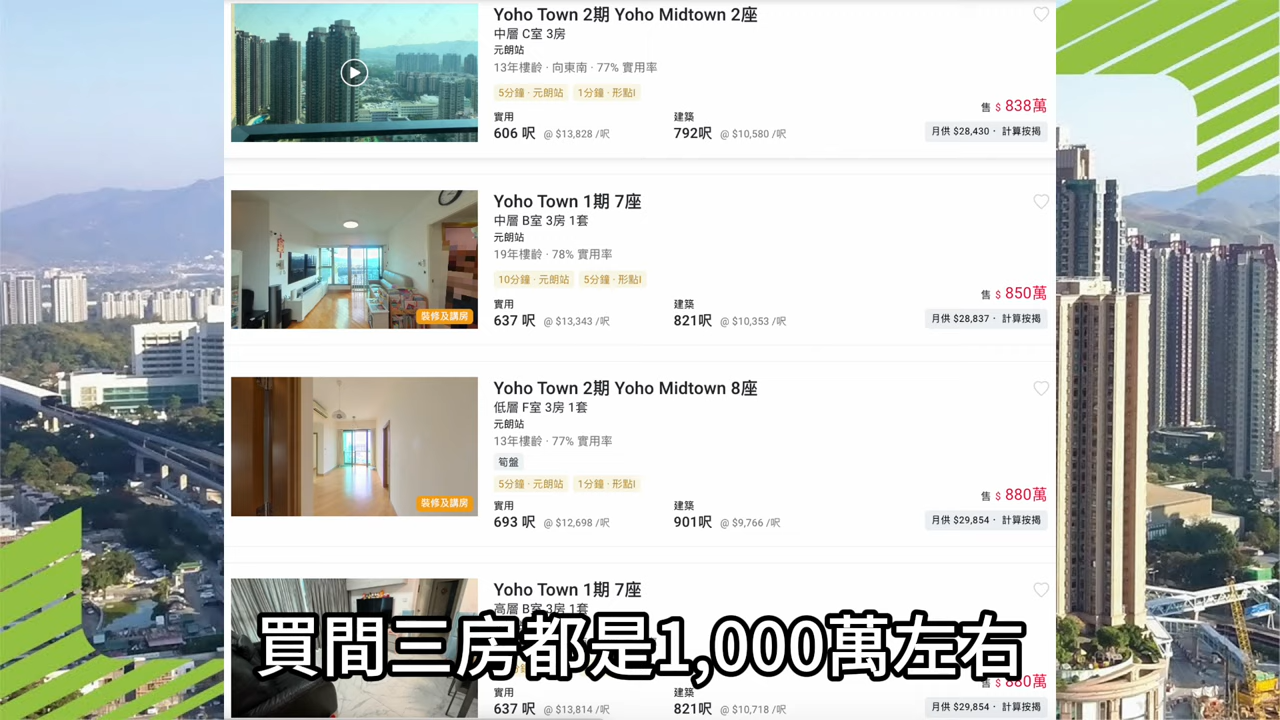 Yoho Town 2期 Yoho Midtown 2座
中層 C室 3房
元朗站
13年樓齡 · 向東南 · 77% 實用率
5分鐘 · 元朗站 1分鐘 · 形點I
售 $ 838萬
實用 建築
606 呎 @ $13,828 /呎 792呎 @ $10,580 /呎
月供 $28,430 · 計算按揭
Yoho Town 1期 7座
中層 B室 3房 1套
元朗站
19年樓齡 · 78% 實用率
10分鐘 · 元朗站 5分鐘 · 形點I
售 $ 850萬
實用 建築
裝修及講房
637 呎 @ $13,343 /呎 821呎 @ $10,353 /呎
月供 $28,837 · 計算按揭
Yoho Town 2期 Yoho Midtown 8座
低層 F室 3房 1套
元朗站
13年樓齡 · 77% 實用率
筍盤
5分鐘 · 元朗站 1分鐘 · 形點I
售 $ 880萬
實用 建築
裝修及講房
693 呎 @ $12,698 /呎 901呎 @ $9,766 /呎
月供 $29,854 · 計算按揭
Yoho Town 1期 7座
高層 B室 3房 1套
買間三房都是1,000萬左右
售 $ 880萬
實用 建築
637 呎 @ $13,814 /呎 821呎 @ $10,718 /呎
月供 $29,854 · 計算按揭